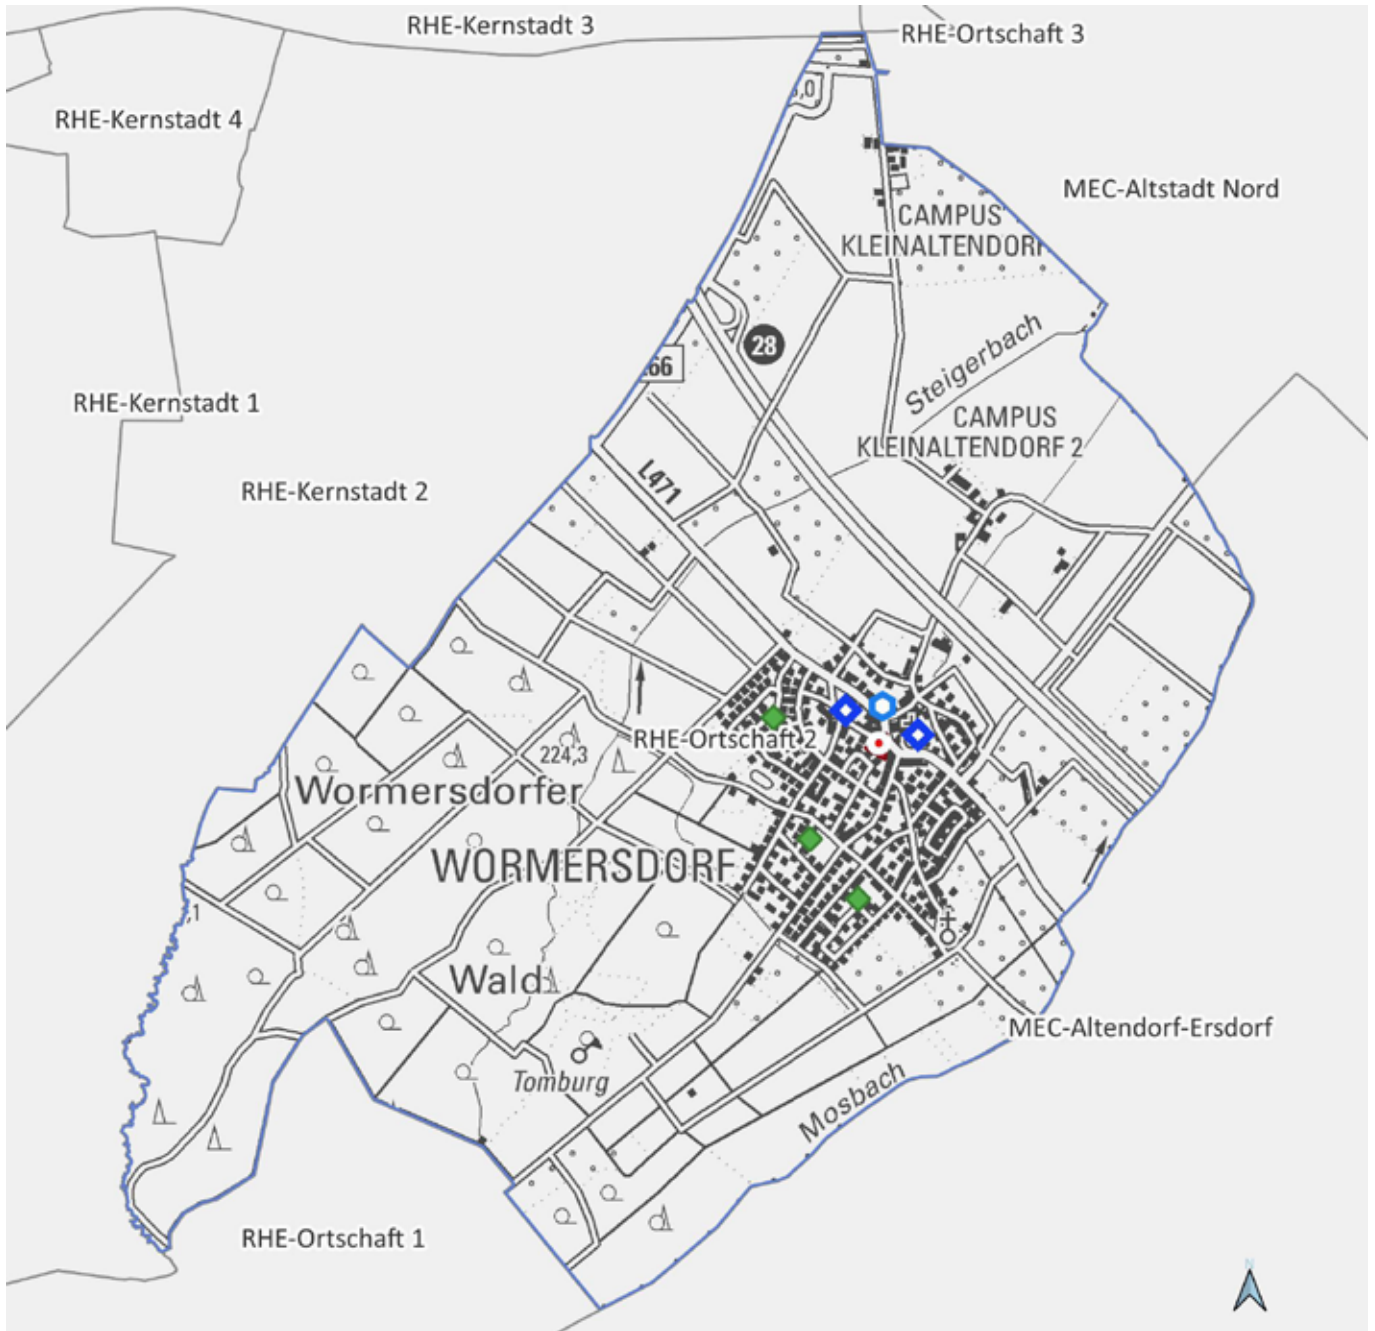 RHE-Kernstadt 3
RHE-Ortschaft 3
RHE-Kernstadt 4
,0
MEC-Altstadt Nord
CAMPUS
KLEINALTENDORF
28
66
Steigerbach
RHE-Kernstadt 1
CAMPUS
KLEINALTENDORF 2
L471
RHE-Kernstadt 2
RHE-Ortschaft 2
224,3
Wormersdorfer
WORMERSDORF
,1
Wald
MEC-Altendorf-Ersdorf
Tomburg
Mosbach
RHE-Ortschaft 1
N